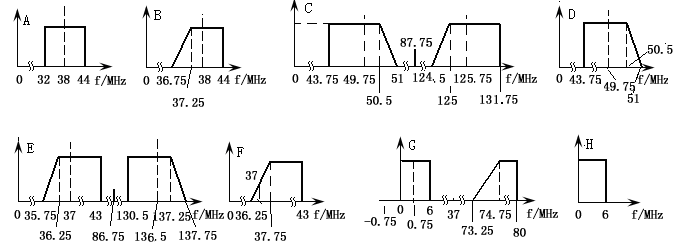 A
0 32 38 44 f/MHz
B
0 36.75 38 44 f/MHz
37.25
C
87.75
0 43.75 49.75 51 124.5 125.75 f/MHz
50.5 125 131.75
D
50.5
0 43.75 f/MHz
49.75
51
E
0 35.75 37 43 130.5 137.25 f/MHz
36.25 86.75 136.5 137.75
F
37
0 36.25 43 f/MHz
37.75
G
0 6 37 74.75 f/MHz
-0.75 0.75 73.25 80
H
0 6 f/MHz